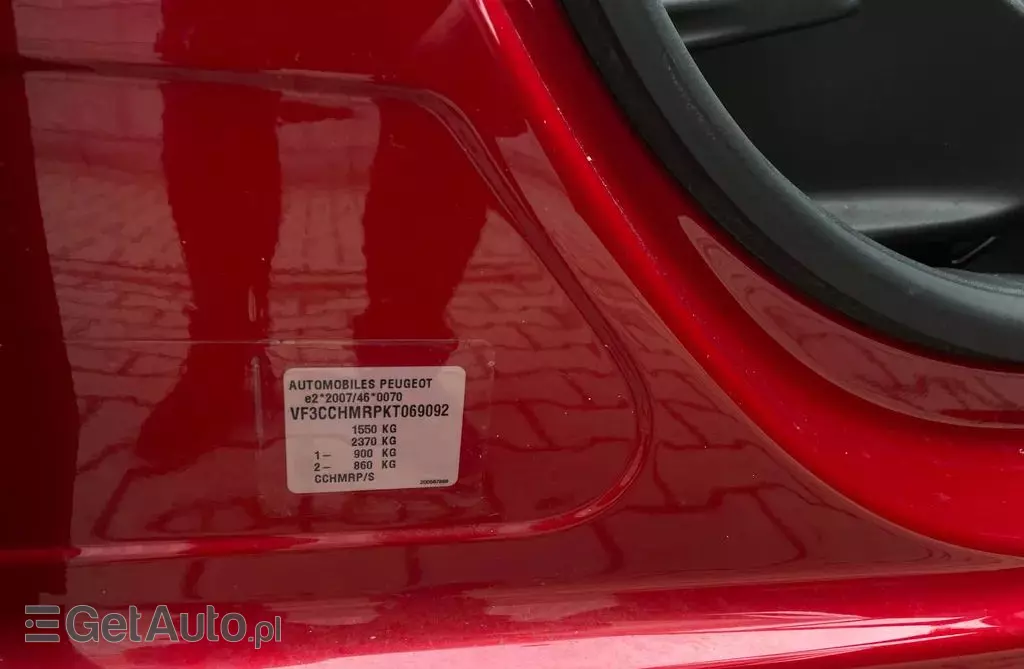 AUTOMOBILES PEUGEOT
e2*2007/46*0070
VF3CCHMRPKT069092
1550 KG
2370 KG
1- 900 KG
2- 860 KG
CCHMRP/S
GetAuto.pl